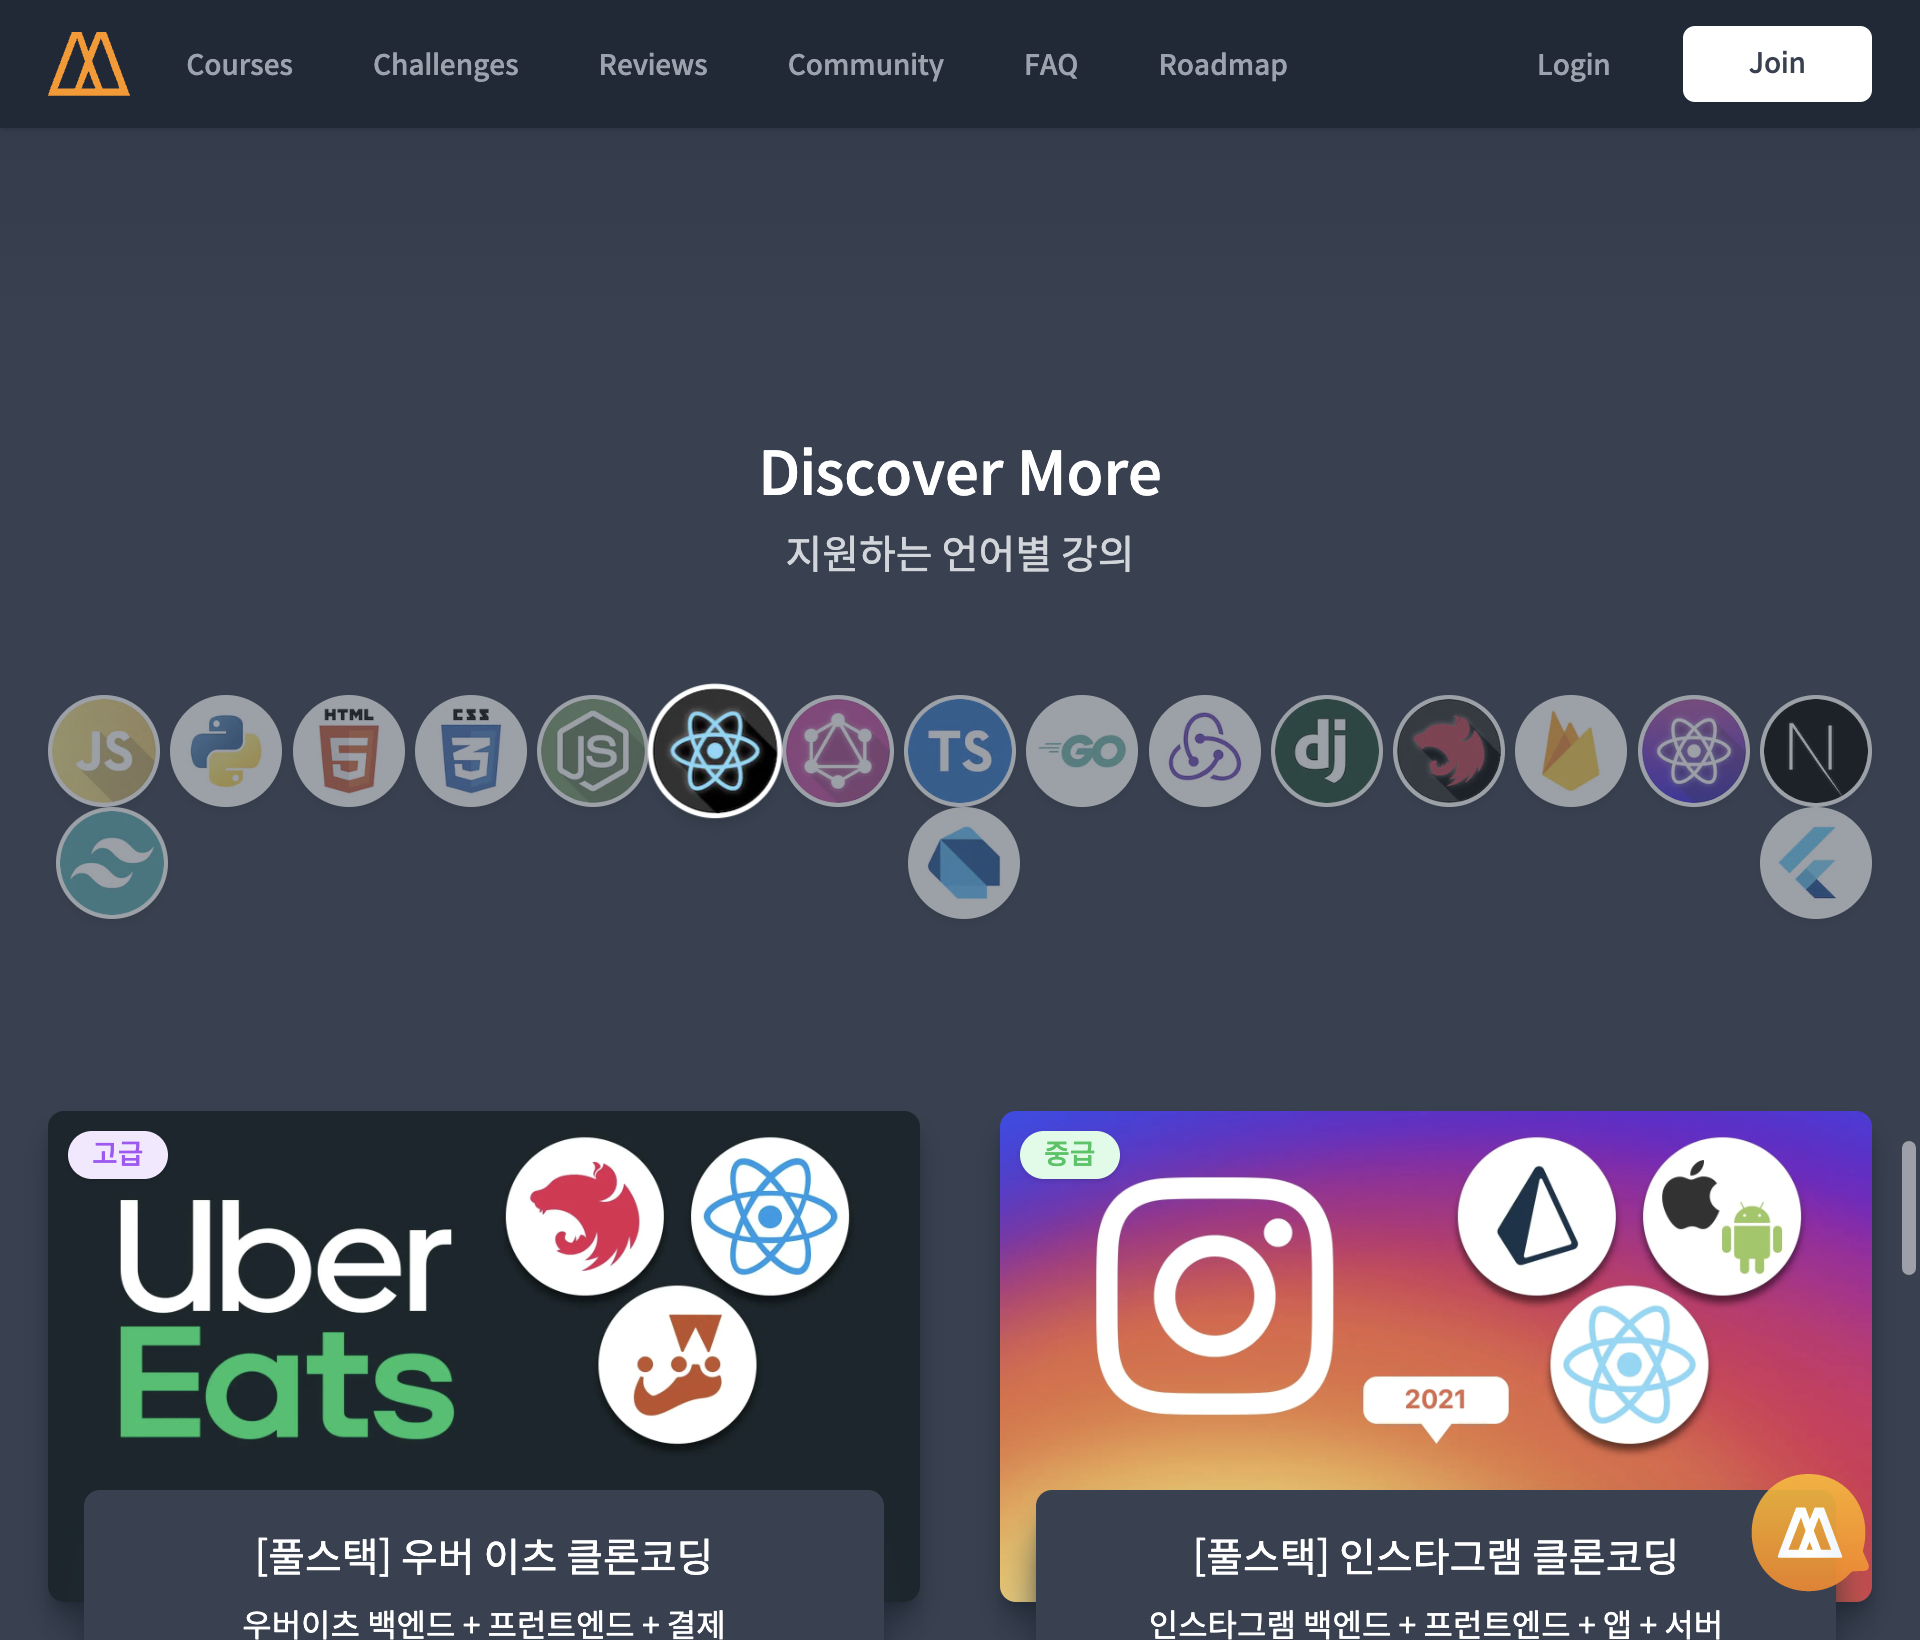 Courses Challenges Reviews Community FAQ Roadmap Login Join
Discover More
지원하는 언어별 강의
JS HTML 5 CSS 3 JS TS GO dj N
고급
Uber
Eats
[풀스택] 우버 이츠 클론코딩
우버이츠 백엔드 + 프런트엔드 + 결제
중급
2021
[풀스택] 인스타그램 클론코딩
인스타그램 백엔드 + 프런트엔드 + 앱 + 서버